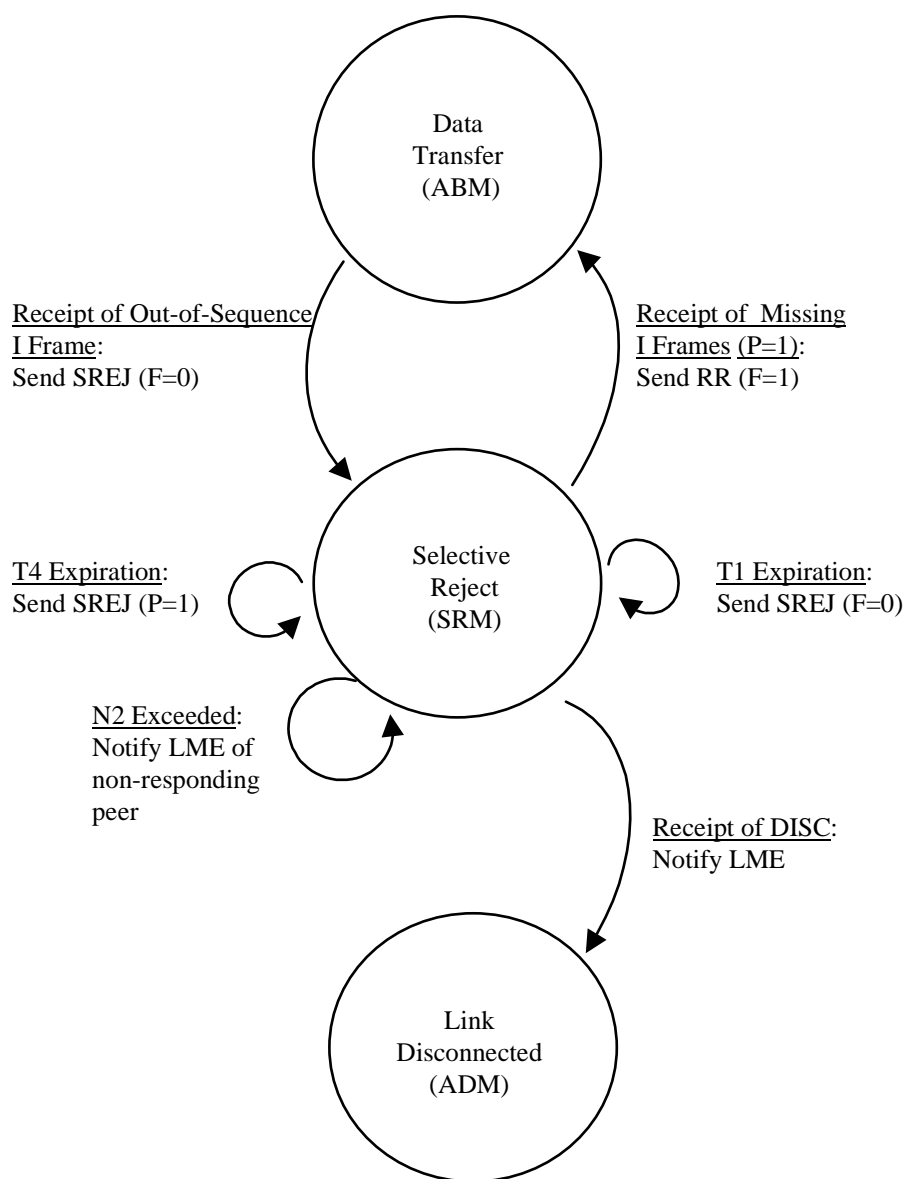 Data
Transfer
(ABM)
Receipt of Out-of-Sequence
I Frame:
Send SREJ (F=0)
Receipt of  Missing
I Frames (P=1):
Send RR (F=1)
Selective
Reject
(SRM)
T4 Expiration:
Send SREJ (P=1)
T1 Expiration:
Send SREJ (F=0)
N2 Exceeded:
Notify LME of
non-responding
peer
Receipt of DISC:
Notify LME
Link
Disconnected
(ADM)